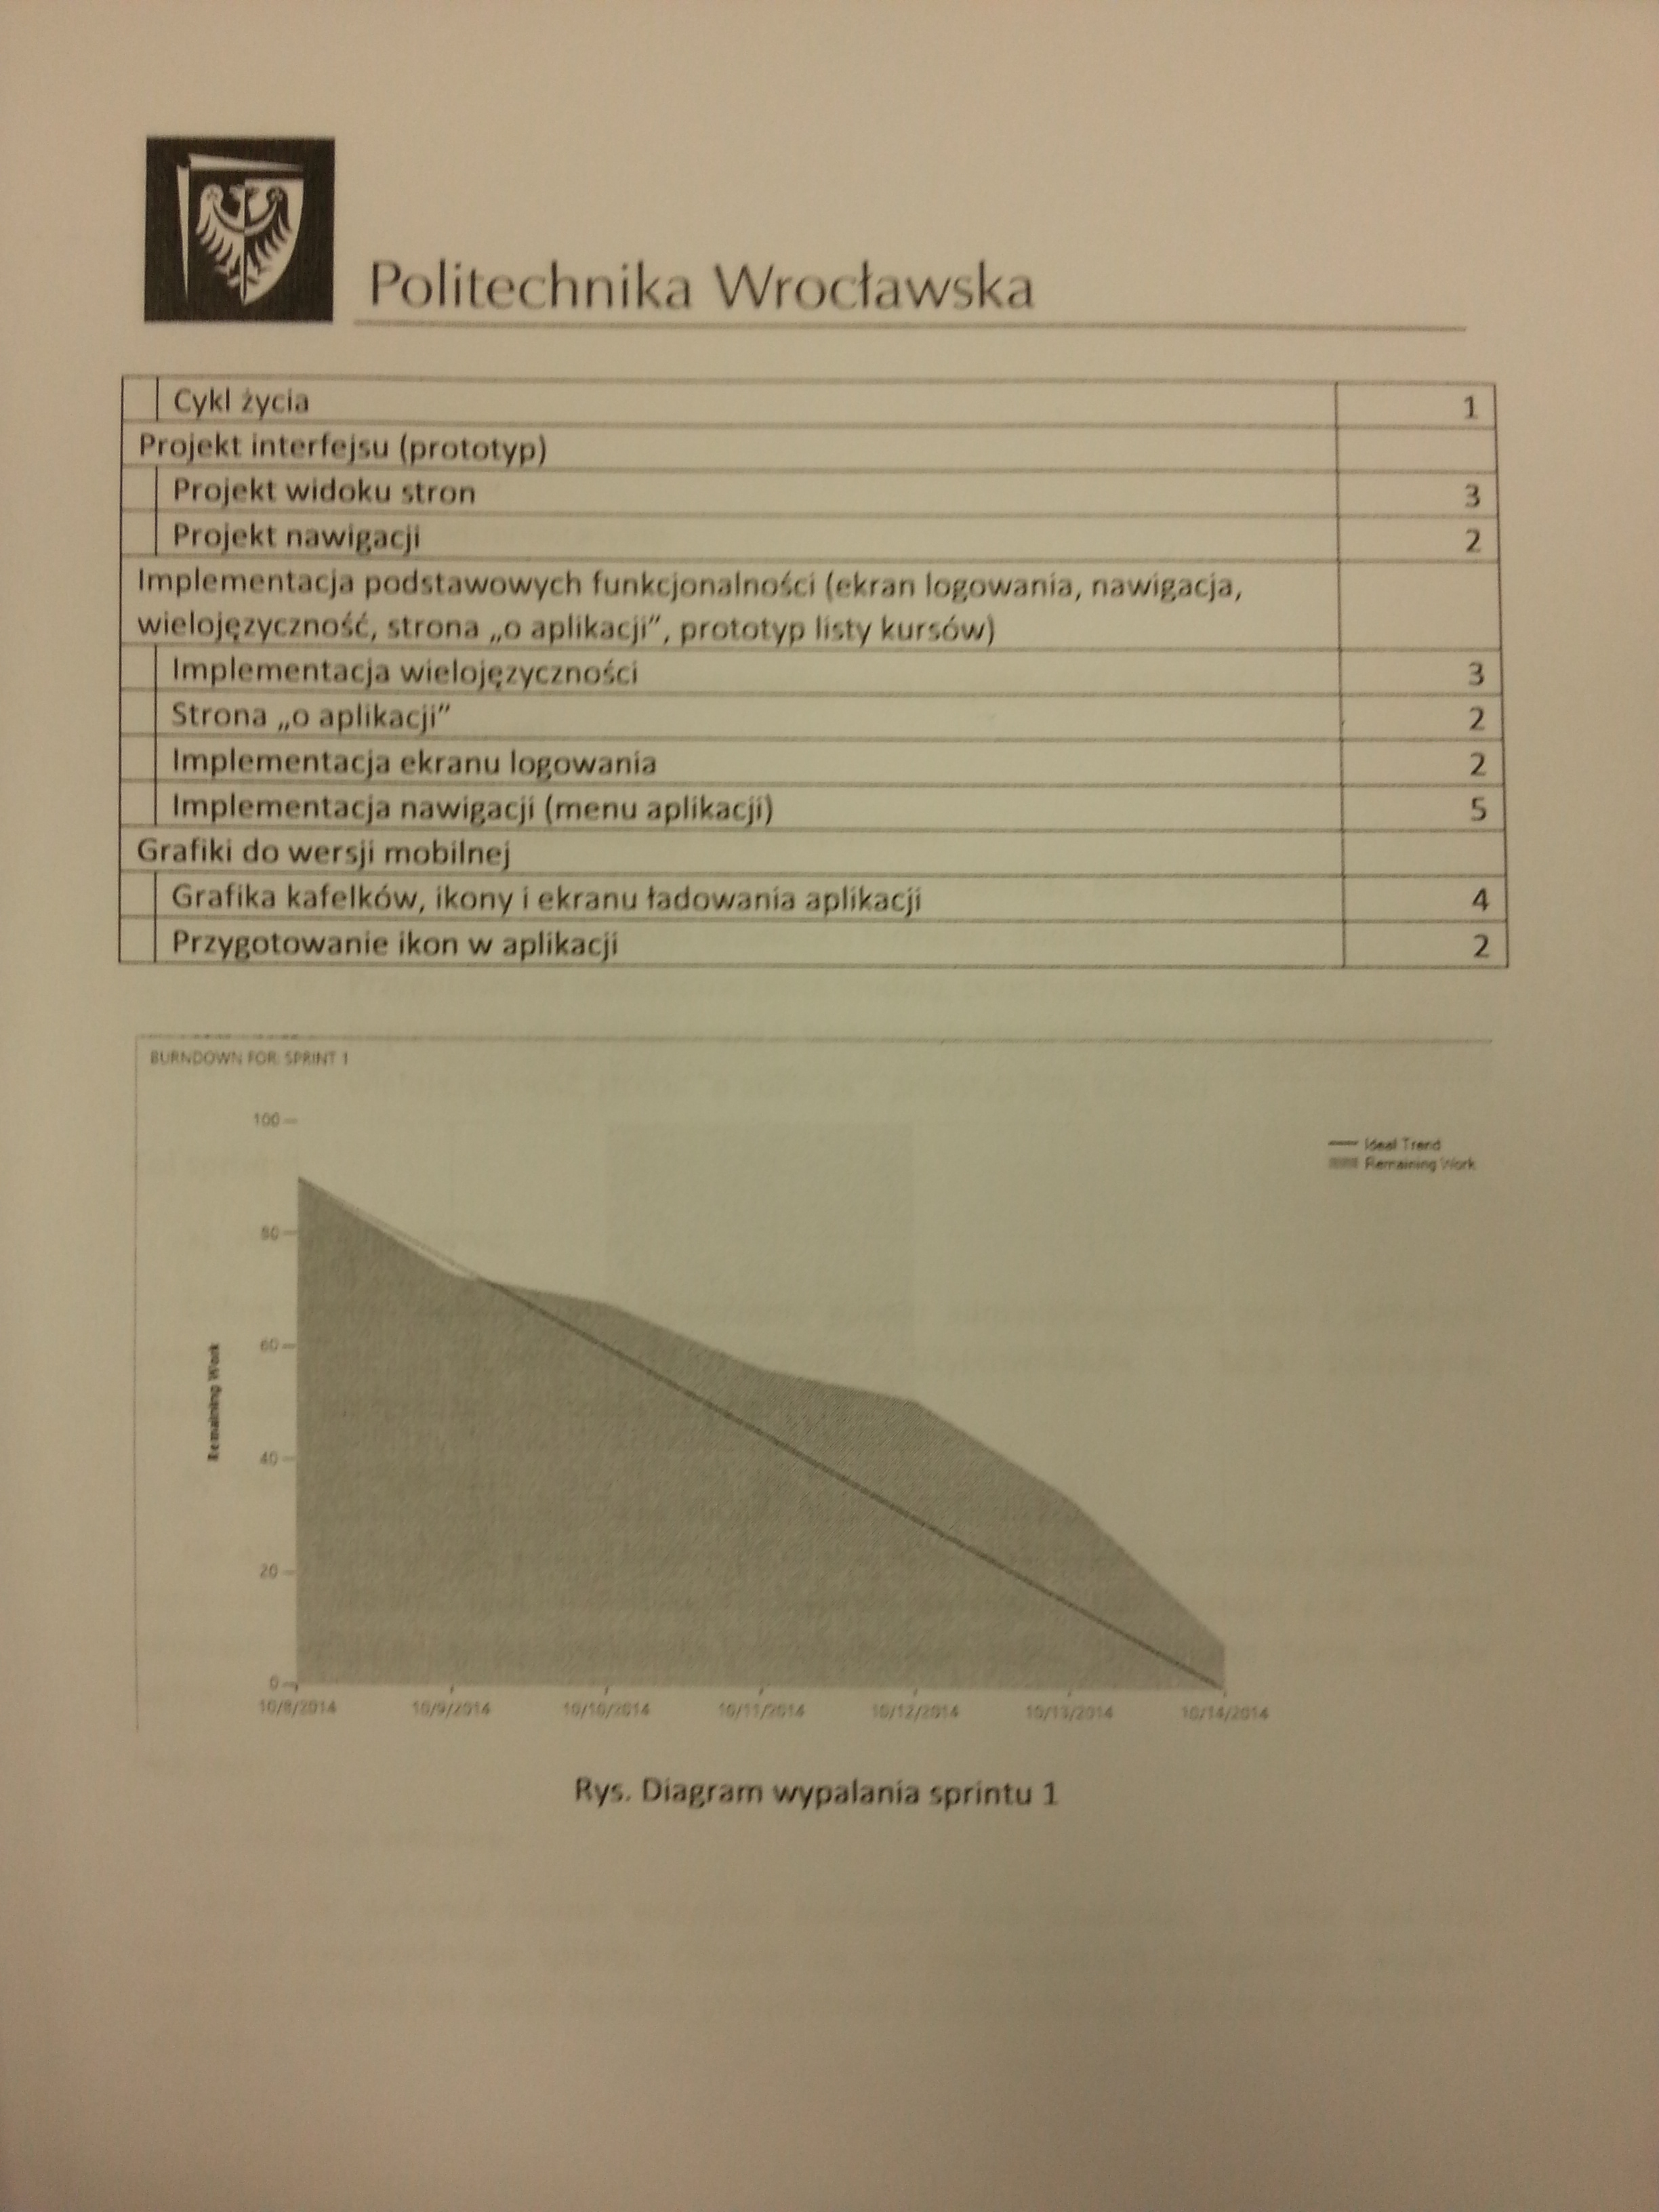 Politechnika Wrocławska
Cykl życia 1
Projekt interfejsu (prototyp)
Projekt widoku stron 3
Projekt nawigacji 2
Implementacja podstawowych funkcjonalności (ekran logowania, nawigacja,
wielojęzyczność, strona „o aplikacji”, prototyp listy kursów)
Implementacja wielojęzyczności 3
Strona „o aplikacji” 2
Implementacja ekranu logowania 2
Implementacja nawigacji (menu aplikacji) 5
Grafiki do wersji mobilnej
Grafika kafelków, ikony i ekranu ładowania aplikacji 4
Przygotowanie ikon w aplikacji 2
BURNDOWN FOR SPRINT 1
Ideal Trend
Remaining Work
Remaining Work
100
80
60
40
20
0
10/8/2014 10/9/2014 10/10/2014 10/11/2014 10/12/2014 10/13/2014 10/14/2014
Rys. Diagram wypalania sprintu 1